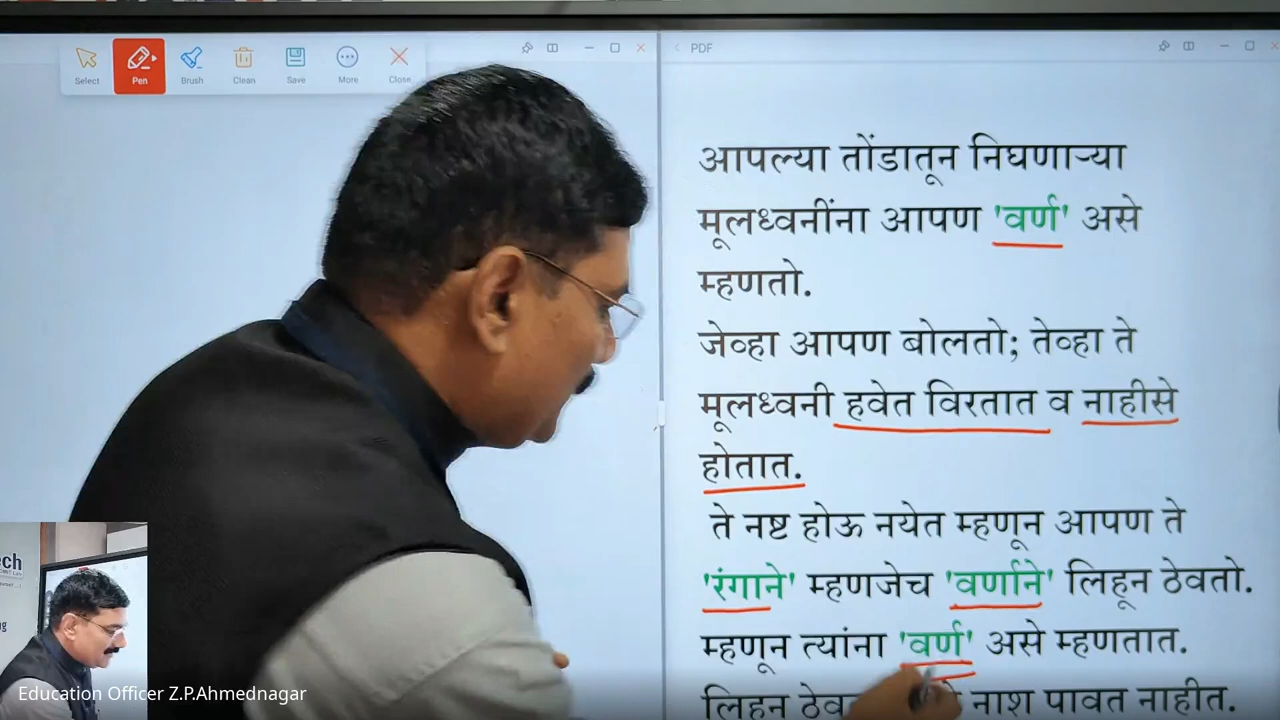 Select Pen Brush Clean Save More Close
PDF
आपल्या तोंडातून निघणाऱ्या
मूलध्वनींना आपण 'वर्ण' असे
म्हणतो.
जेव्हा आपण बोलतो; तेव्हा ते
मूलध्वनी हवेत विरतात व नाहीसे
होतात.
ते नष्ट होऊ नयेत म्हणून आपण ते
'रंगाने' म्हणजेच 'वर्णाने' लिहून ठेवतो.
म्हणून त्यांना 'वर्ण' असे म्हणतात.
लिहून नाश पावत नाहीत.
Education Officer Z.P.Ahmednagar